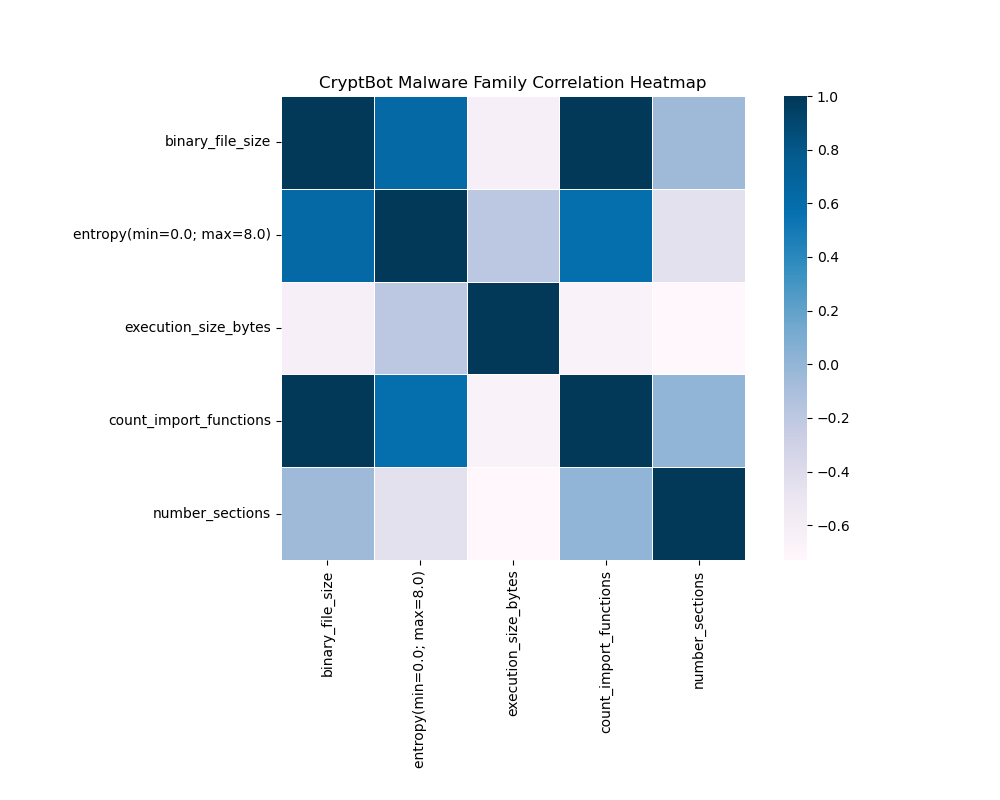 CryptBot Malware Family Correlation Heatmap
binary_file_size
entropy(min=0.0; max=8.0)
execution_size_bytes
count_import_functions
number_sections
binary_file_size
entropy(min=0.0; max=8.0)
execution_size_bytes
count_import_functions
number_sections
1.0
0.8
0.6
0.4
0.2
0.0
−0.2
−0.4
−0.6